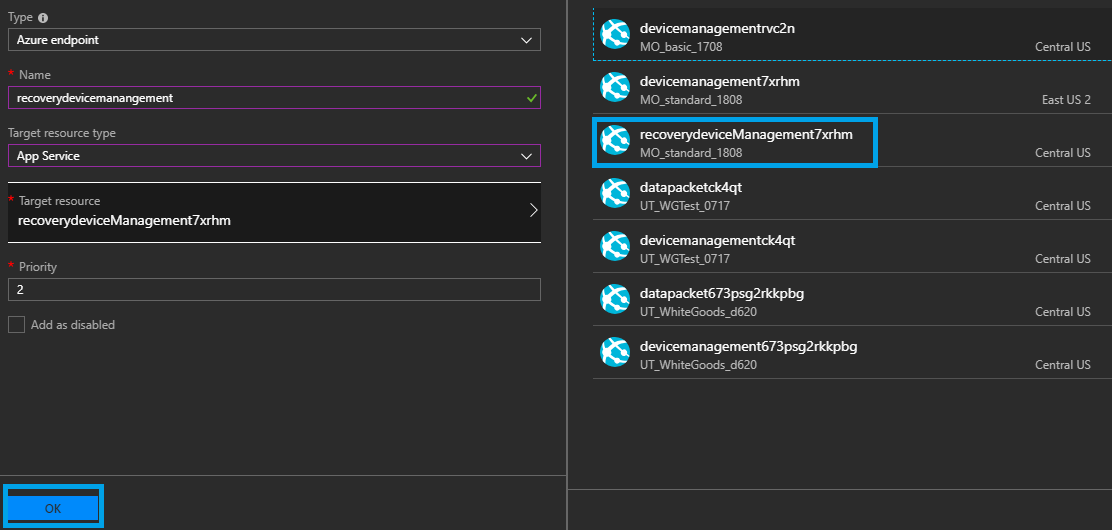 Type
Azure endpoint
* Name
recoverydevicemanangement
Target resource type
App Service
* Target resource
recoverydeviceManagement7xrhm
* Priority
2
Add as disabled
OK
devicemanagementrvc2n
MO_basic_1708 Central US
devicemanagement7xrhm
MO_standard_1808 East US 2
recoverydeviceManagement7xrhm
MO_standard_1808 Central US
datapacketck4qt
UT_WGTest_0717 Central US
devicemanagementck4qt
UT_WGTest_0717 Central US
datapacket673psg2rkkpbg
UT_WhiteGoods_d620 Central US
devicemanagement673psg2rkkpbg
UT_WhiteGoods_d620 Central US